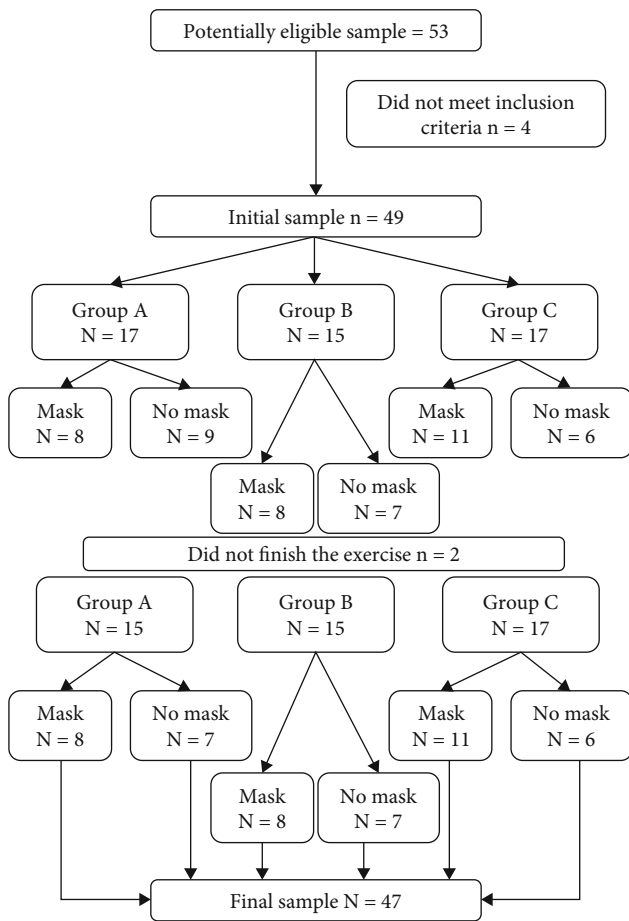 Potentially eligible sample = 53
Did not meet inclusion
criteria n = 4
Initial sample n = 49
Group A
N = 17
Group B
N = 15
Group C
N = 17
Mask
N = 8
No mask
N = 9
Mask
N = 11
No mask
N = 6
Mask
N = 8
No mask
N = 7
Did not finish the exercise n = 2
Group A
N = 15
Group B
N = 15
Group C
N = 17
Mask
N = 8
No mask
N = 7
Mask
N = 11
No mask
N = 6
Mask
N = 8
No mask
N = 7
Final sample N = 47